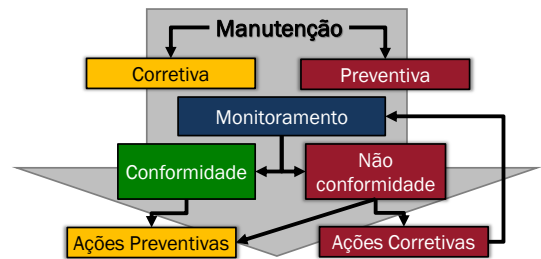 Manutenção
Corretiva
Preventiva
Monitoramento
Conformidade
Não
conformidade
Ações Preventivas
Ações Corretivas